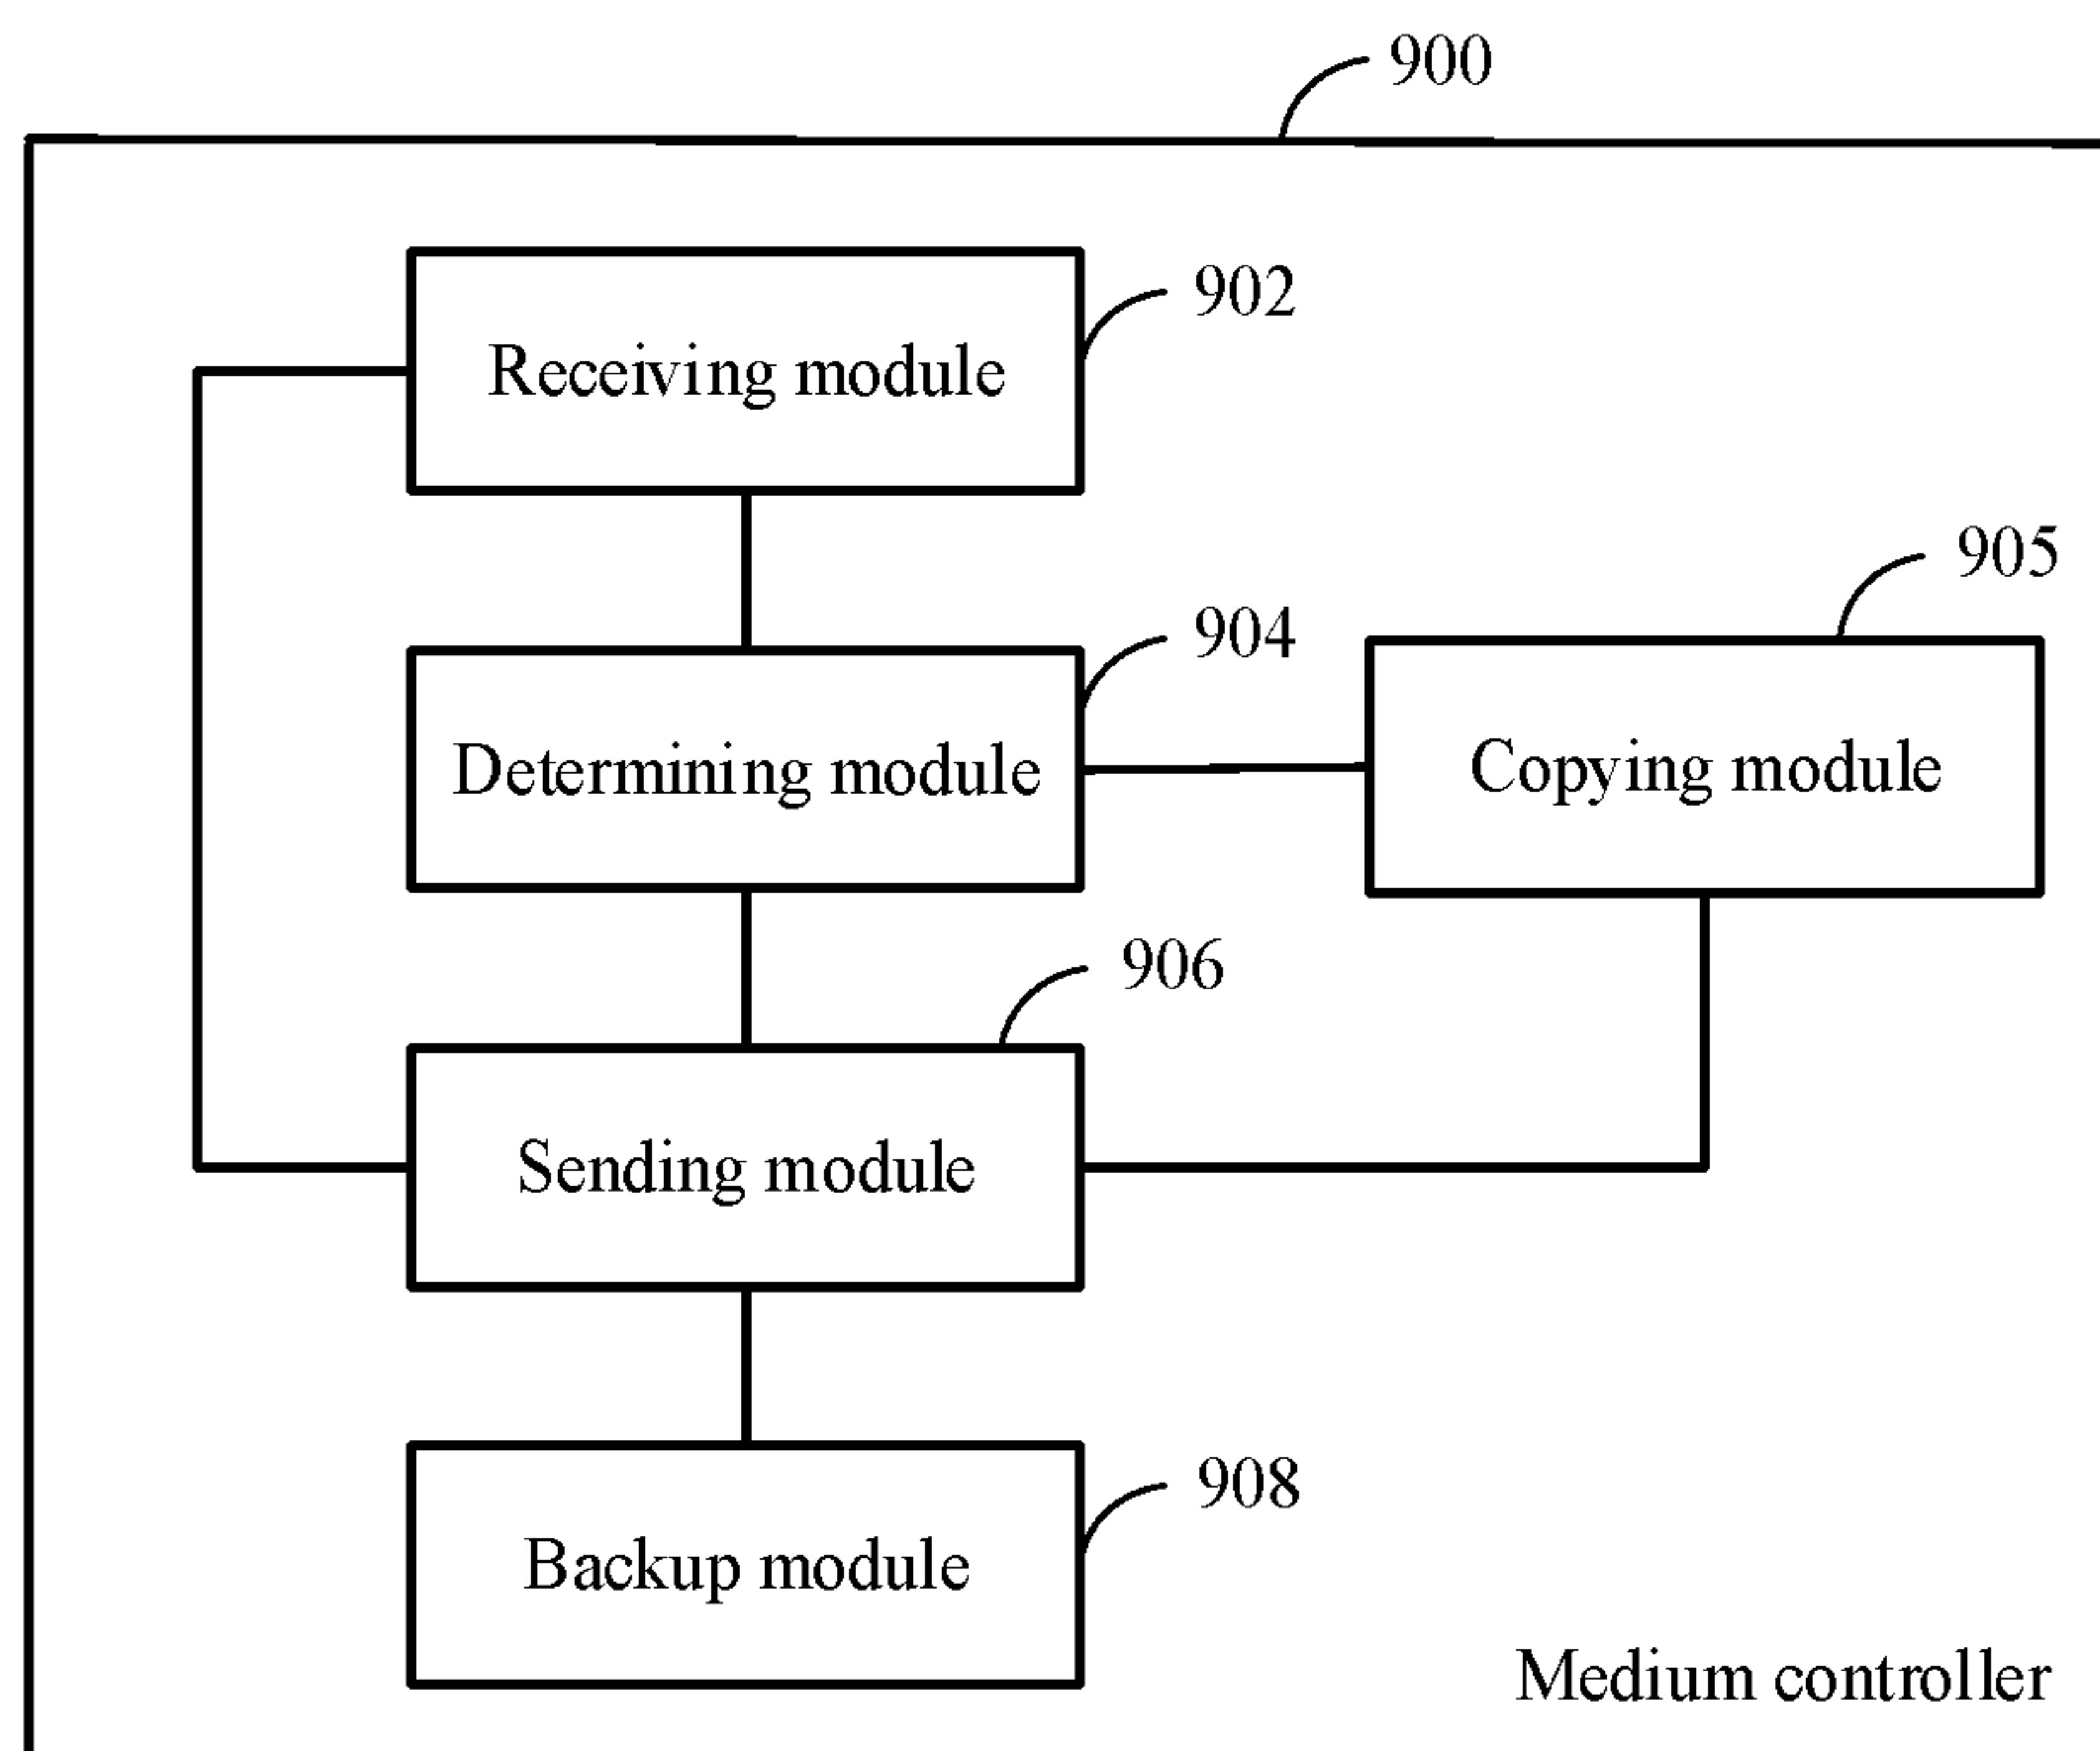 900
902
Receiving module
905
904
Determining module
Copying module
906
Sending module
908
Backup module
Medium controller